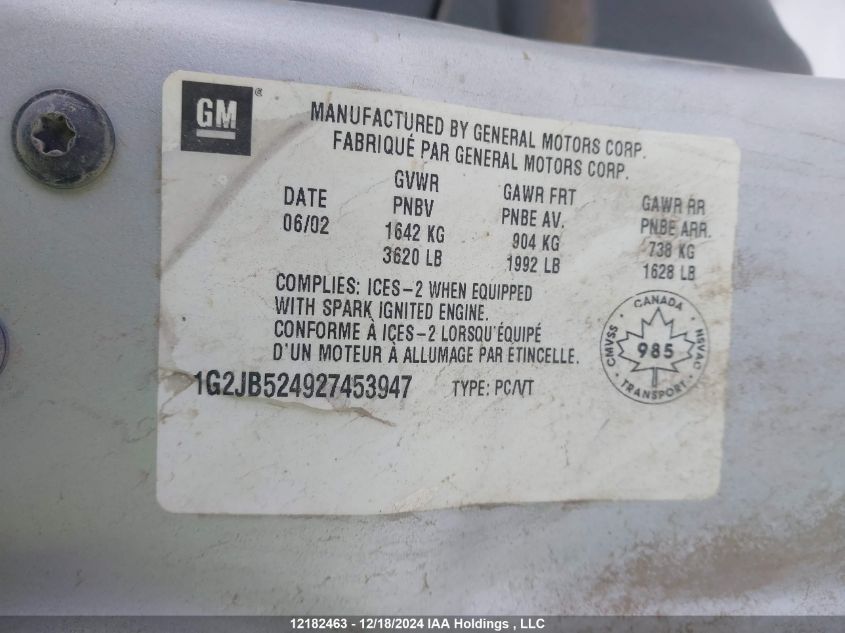 GM
MANUFACTURED BY GENERAL MOTORS CORP.
FABRIQUÉ PAR GENERAL MOTORS CORP.
DATE GVWR GAWR FRT GAWR RR
06/02 PNBV PNBE AV. PNBE ARR.
1642 KG 904 KG 738 KG
3620 LB 1992 LB 1628 LB
COMPLIES: ICES-2 WHEN EQUIPPED
WITH SPARK IGNITED ENGINE.
CONFORME À ICES-2 LORSQU'ÉQUIPÉ
D'UN MOTEUR À ALLUMAGE PAR ETINCELLE.
CANADA
CMVSS 985 NSVAC
TRANSPORT
1G2JB524927453947 TYPE: PC/VT
12182463 - 12/18/2024 IAA Holdings , LLC